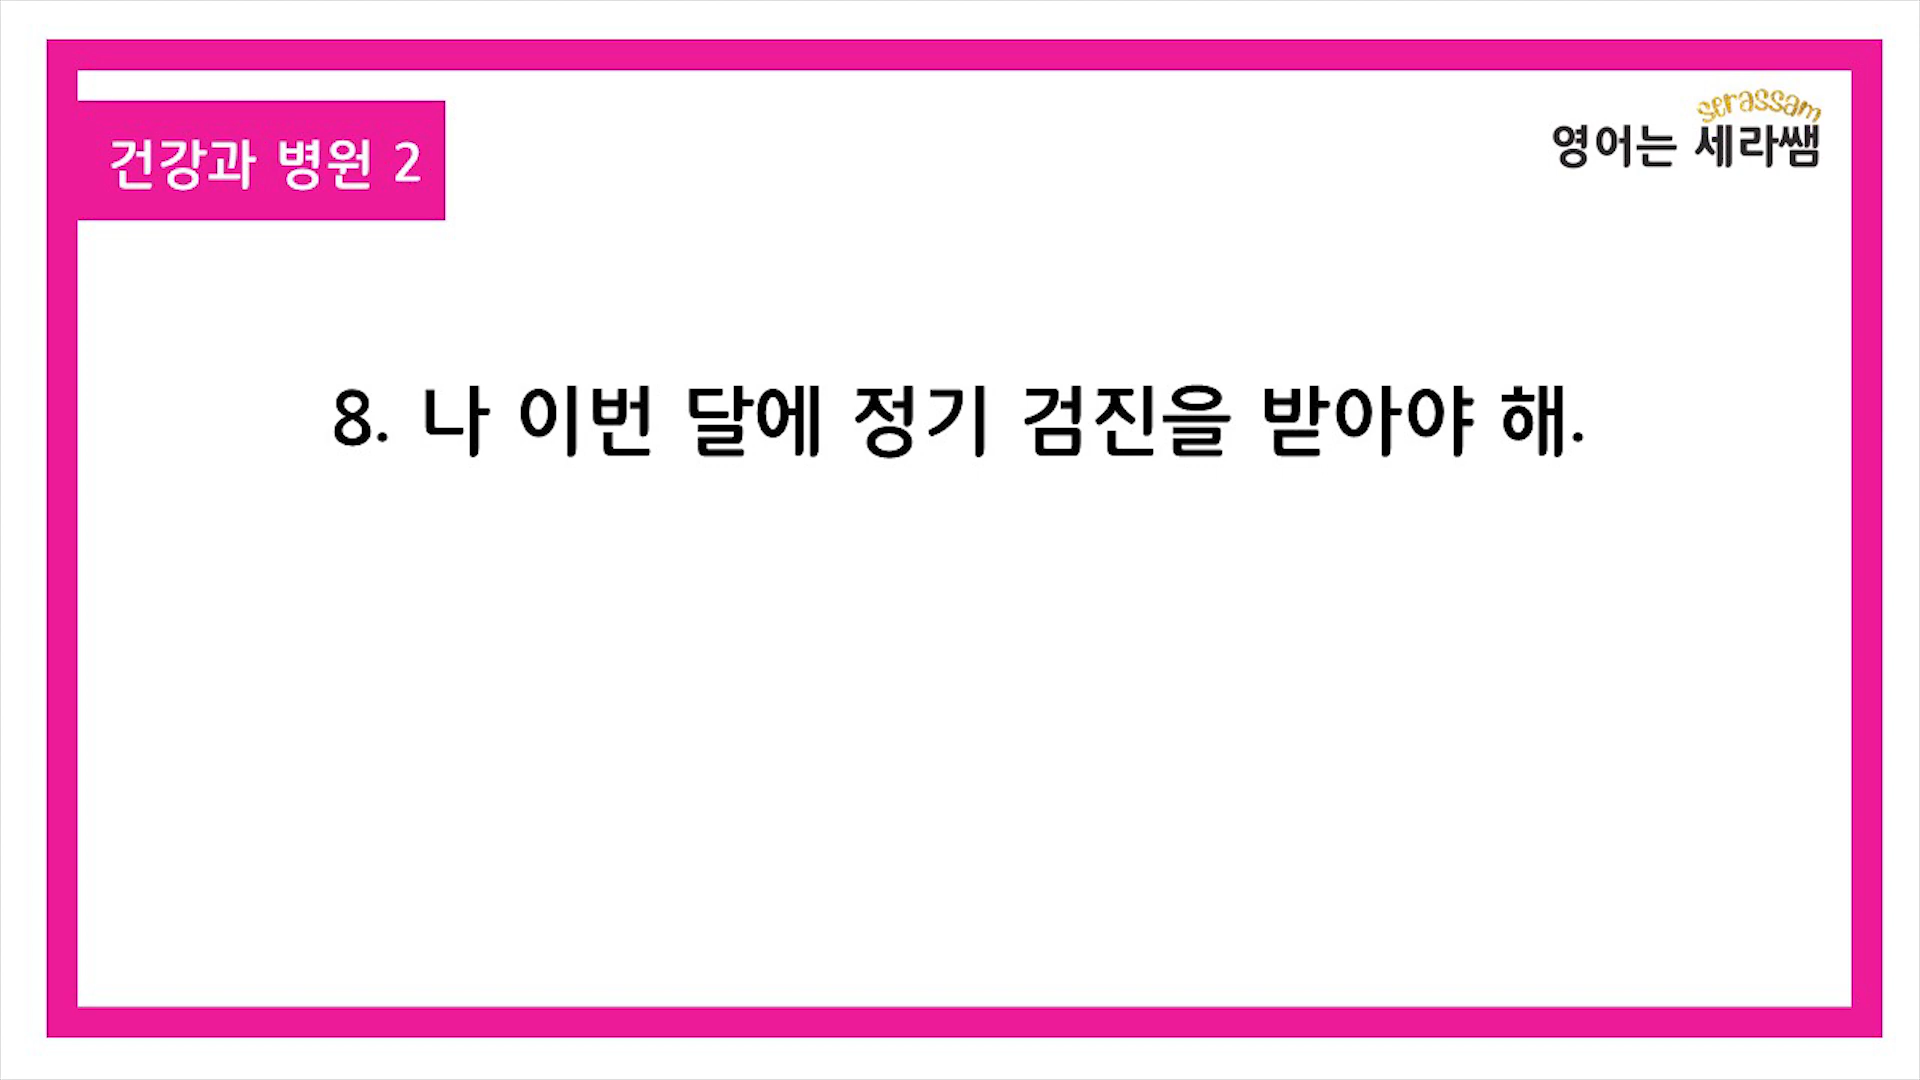 건강과 병원 2
serassam
영어는 세라쌤
8. 나 이번 달에 정기 검진을 받아야 해.